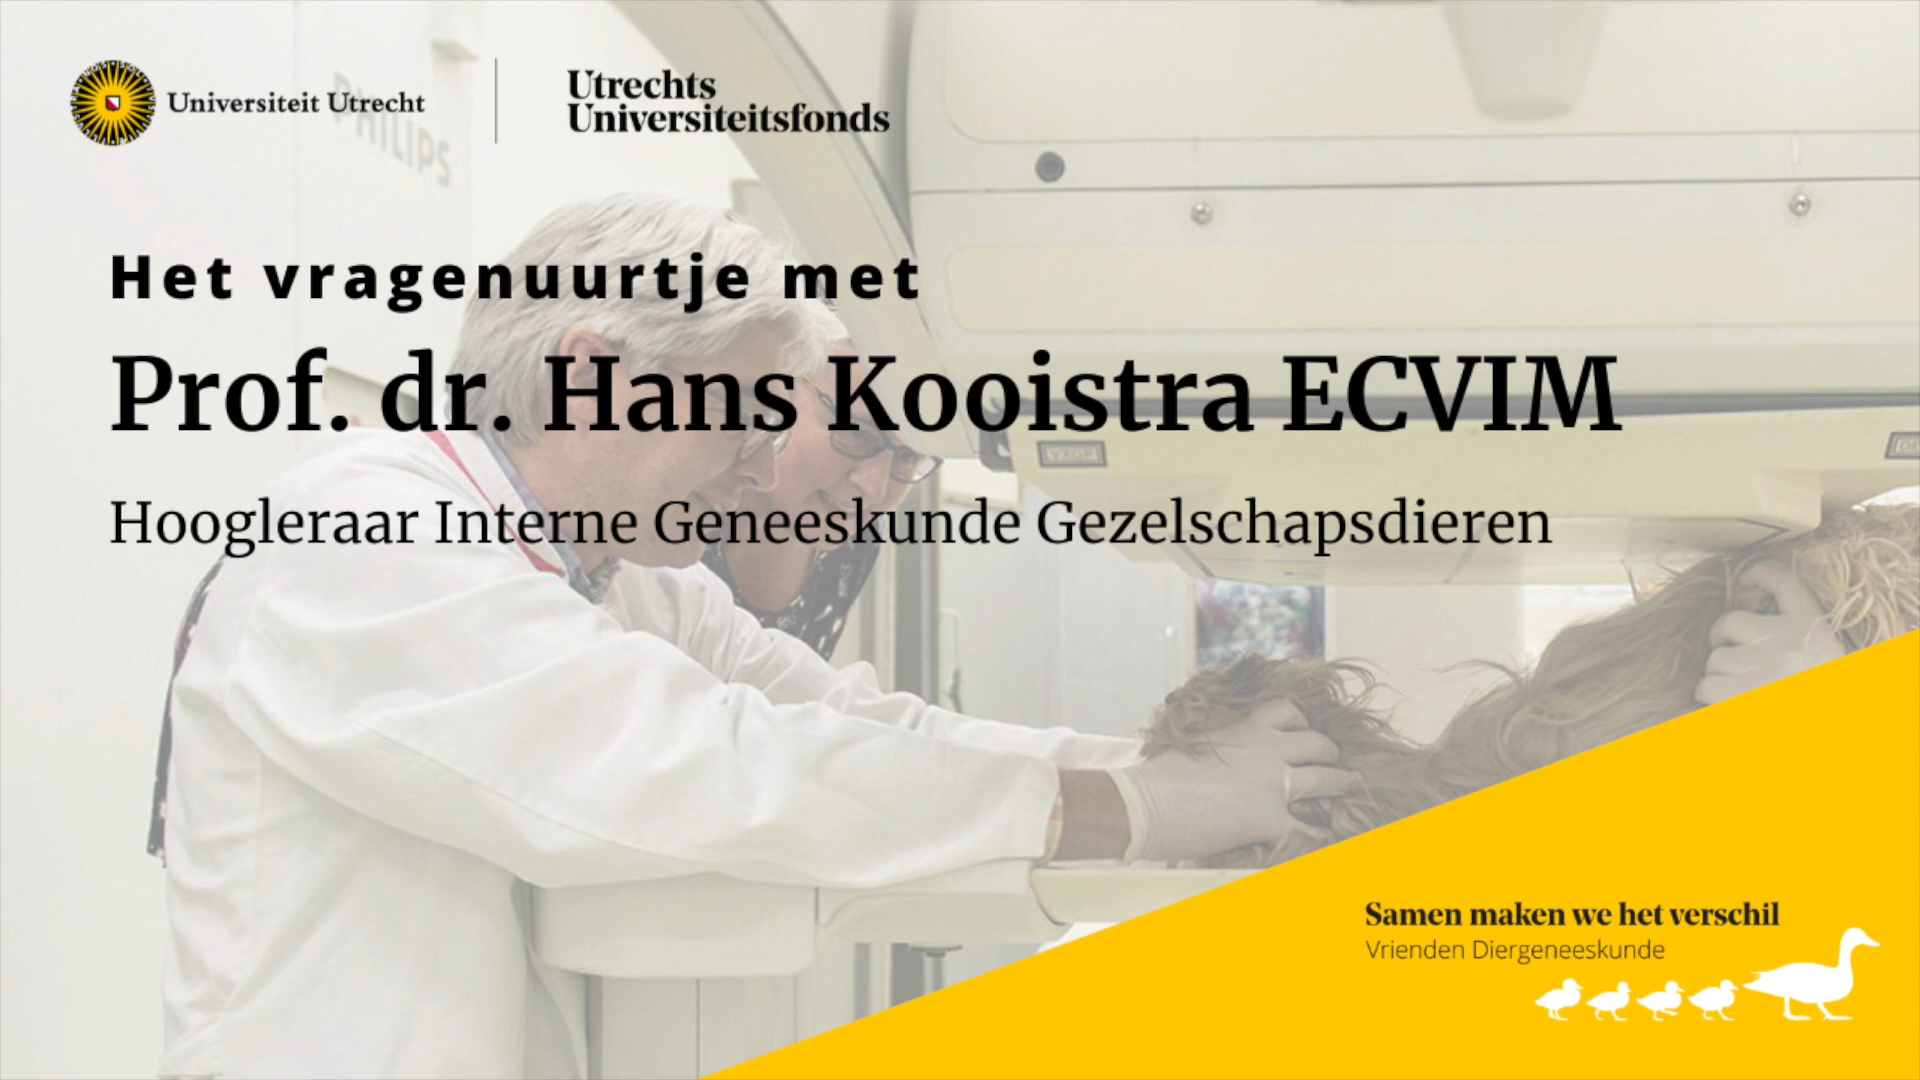 Universiteit Utrecht
Utrechts
Universiteitsfonds
PHILIPS
Het vragenuurtje met
Prof. dr. Hans Kooistra ECVIM
Hoogleraar Interne Geneeskunde Gezelschapsdieren
Samen maken we het verschil
Vrienden Diergeneeskunde